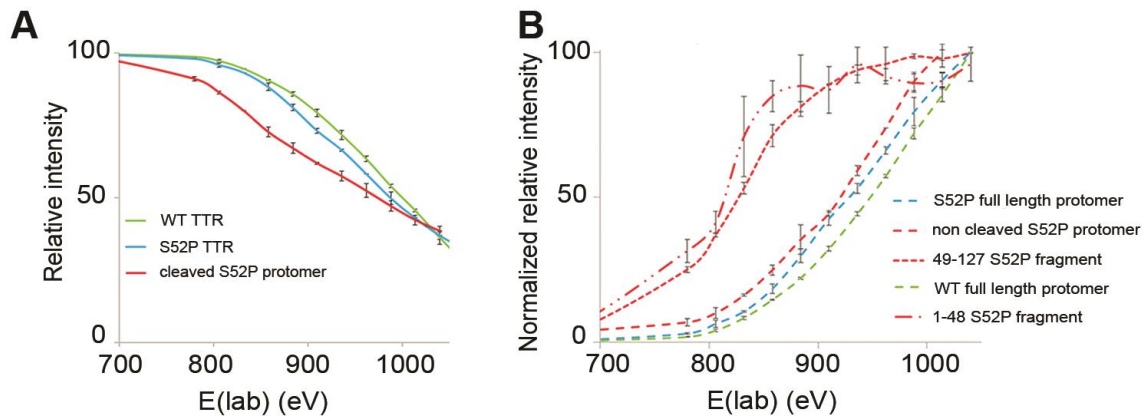 A
Relative intensity
100
50
0
WT TTR
S52P TTR
cleaved S52P protomer
700
800
900
1000
E(lab) (eV)
B
Normalized relative intensity
100
50
0
S52P full length protomer
non cleaved S52P protomer
49-127 S52P fragment
WT full length protomer
1-48 S52P fragment
700
800
900
1000
E(lab) (eV)